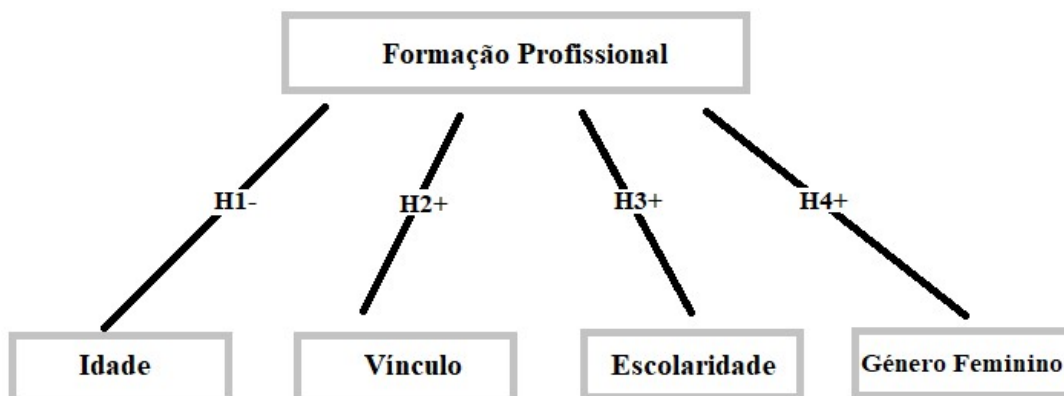 Formação Profissional
H1-
H2+
H3+
H4+
Idade
Vínculo
Escolaridade
Género Feminino